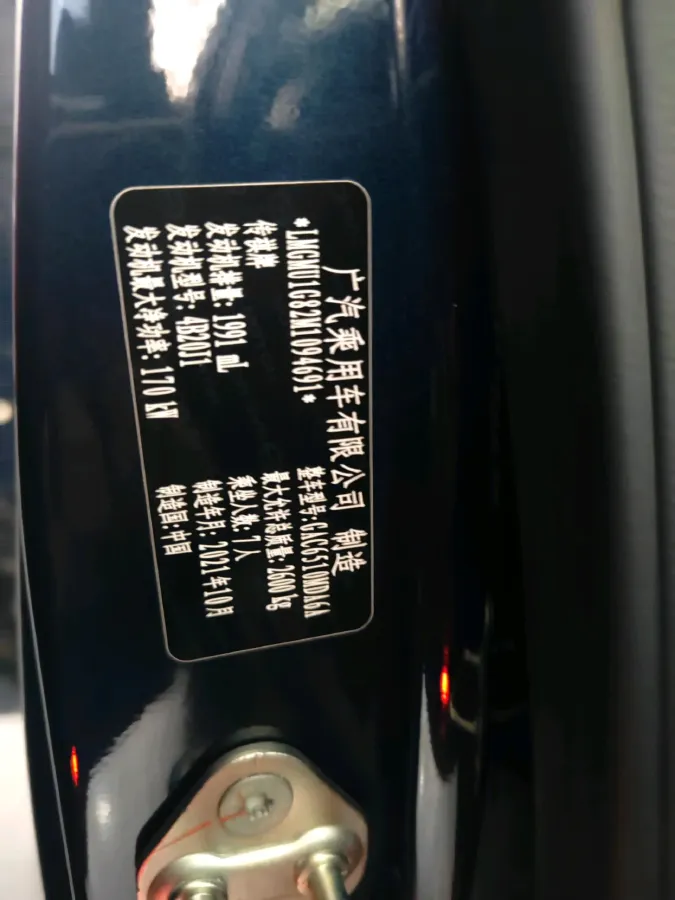 广汽乘用车有限公司 制造
*LMGMU1G82M1094691* 整车型号:GAC6510MDA6A
传祺牌 最大允许总质量: 2600 kg
发动机排量: 1991 ml 乘坐人数: 7人
发动机型号: 4B20J1 制造年月: 2021年10月
发动机最大净功率: 170 kW 制造国: 中国